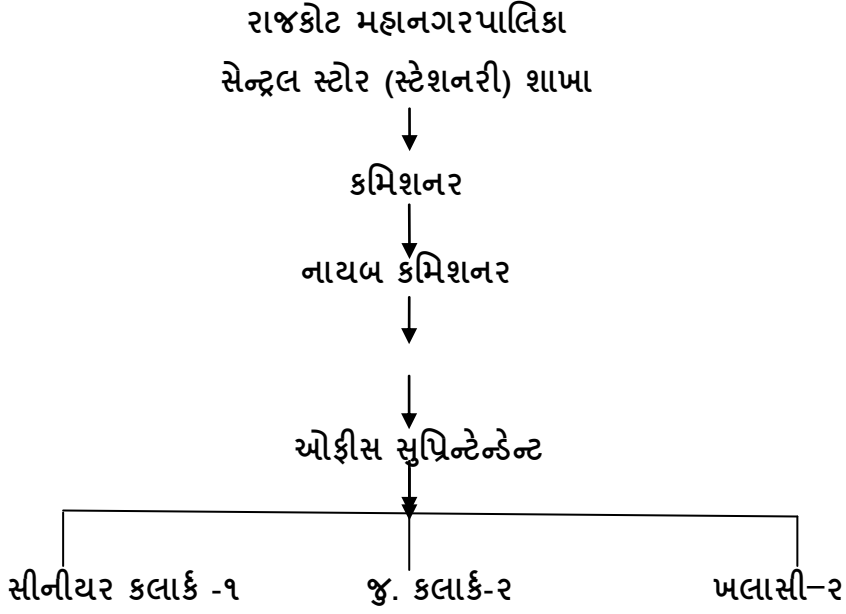 રાજકોટ મહાનગરપાલિકા
સેન્ટ્રલ સ્ટોર (સ્ટેશનરી) શાખા
કમિશનર
નાયબ કમિશનર
ઓફીસ સુપ્રિન્ટેન્ડેન્ટ
સીનીયર કલાર્ક -૧ જુ. કલાર્ક-૨ ખલાસી–૨